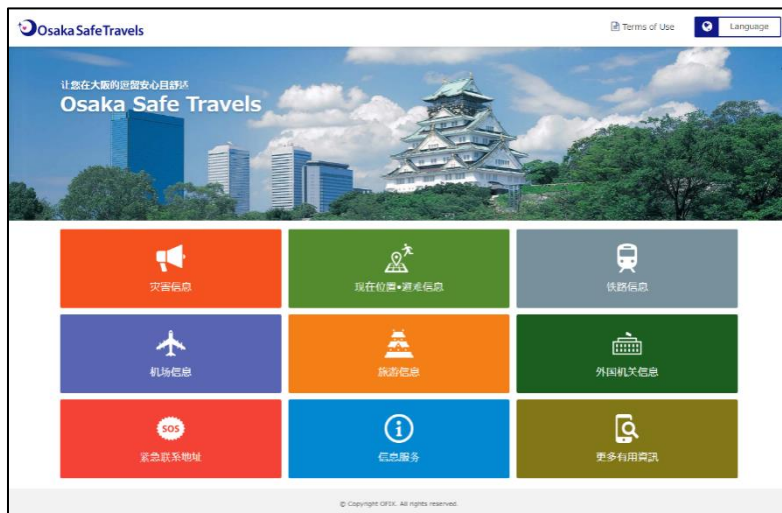 Osaka Safe Travels
Terms of Use
Language
让您在大阪的逗留安心且舒适
Osaka Safe Travels
灾害信息
现在位置•避难信息
铁路信息
机场信息
旅游信息
外国机关信息
SOS
紧急联系地址
信息服务
更多有用資訊
© Copyright OFIX. All rights reserved.